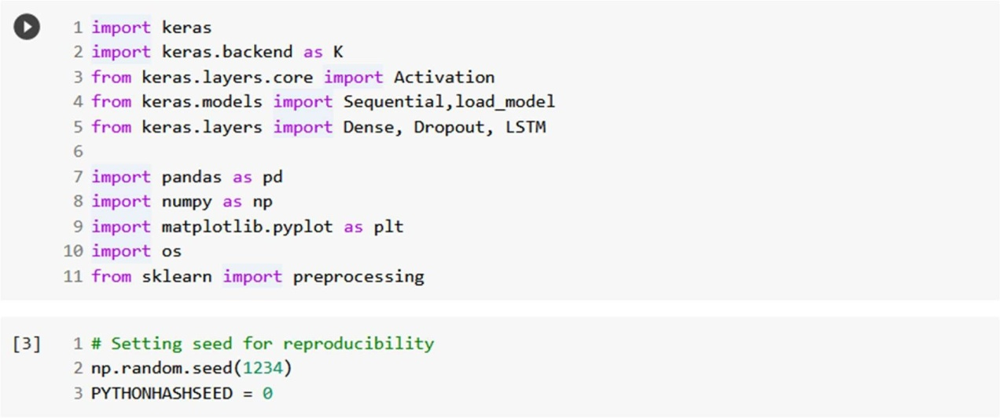 1 import keras
2 import keras.backend as K
3 from keras.layers.core import Activation
4 from keras.models import Sequential,load_model
5 from keras.layers import Dense, Dropout, LSTM
6
7 import pandas as pd
8 import numpy as np
9 import matplotlib.pyplot as plt
10 import os
11 from sklearn import preprocessing
[3] 1 # Setting seed for reproducibility
2 np.random.seed(1234)
3 PYTHONHASHSEED = 0